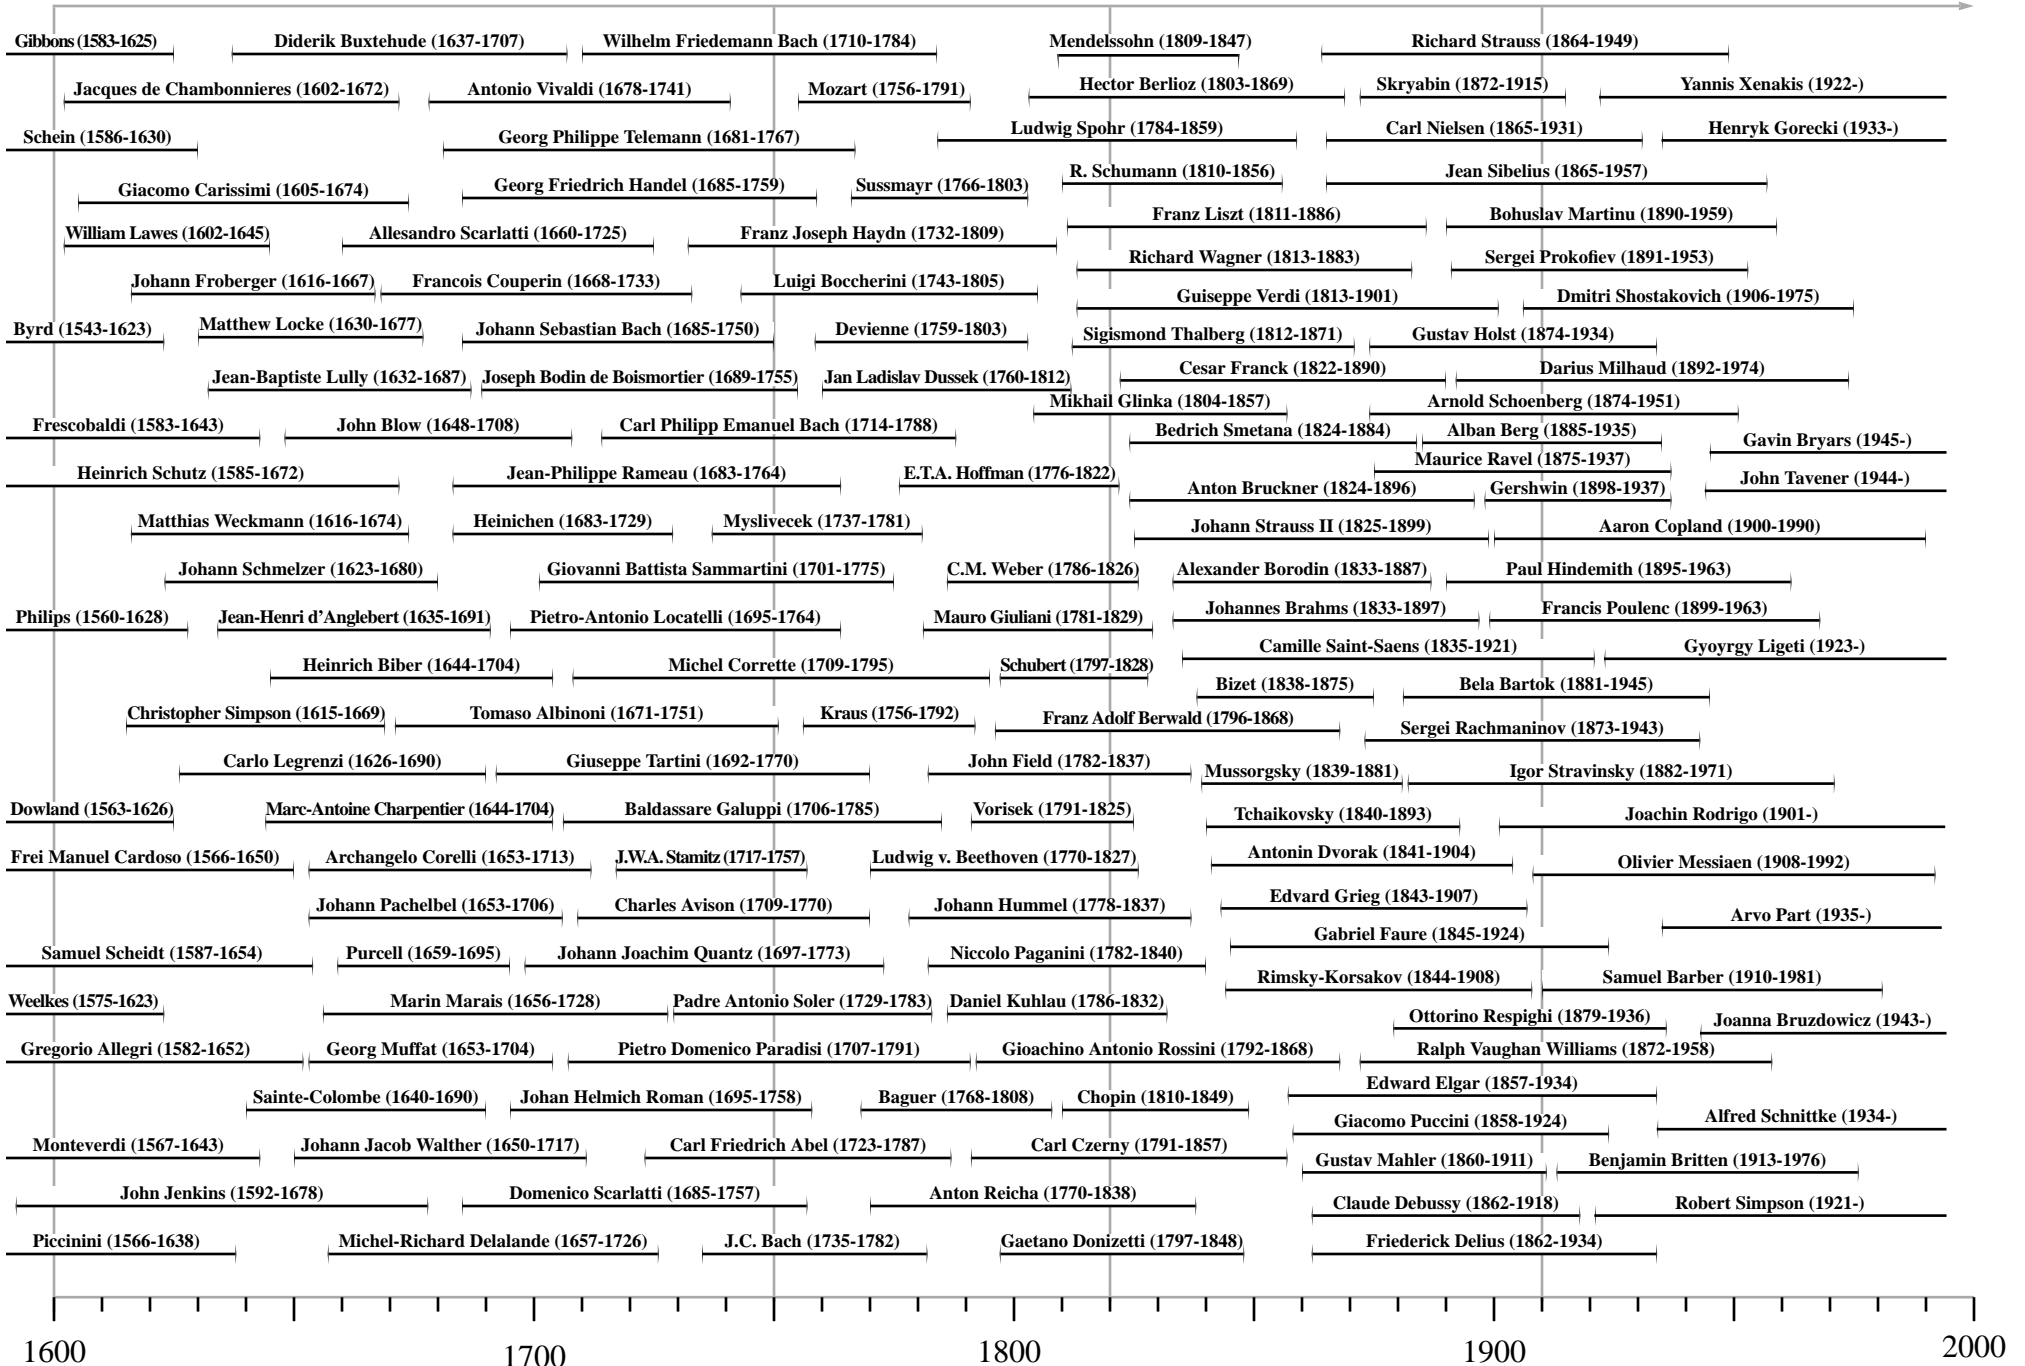 Gibbons (1583-1625) Diderik Buxtehude (1637-1707) Wilhelm Friedemann Bach (1710-1784) Mendelssohn (1809-1847) Richard Strauss (1864-1949)
Jacques de Chambonnieres (1602-1672) Antonio Vivaldi (1678-1741) Mozart (1756-1791) Hector Berlioz (1803-1869) Skryabin (1872-1915) Yannis Xenakis (1922-)
Schein (1586-1630) Georg Philippe Telemann (1681-1767) Ludwig Spohr (1784-1859) Carl Nielsen (1865-1931) Henryk Gorecki (1933-)
R. Schumann (1810-1856) Jean Sibelius (1865-1957)
Giacomo Carissimi (1605-1674) Georg Friedrich Handel (1685-1759) Sussmayr (1766-1803)
Franz Liszt (1811-1886) Bohuslav Martinu (1890-1959)
William Lawes (1602-1645) Allesandro Scarlatti (1660-1725) Franz Joseph Haydn (1732-1809)
Richard Wagner (1813-1883) Sergei Prokofiev (1891-1953)
Johann Froberger (1616-1667) Francois Couperin (1668-1733) Luigi Boccherini (1743-1805)
Guiseppe Verdi (1813-1901) Dmitri Shostakovich (1906-1975)
Byrd (1543-1623) Matthew Locke (1630-1677) Johann Sebastian Bach (1685-1750) Devienne (1759-1803) Sigismond Thalberg (1812-1871) Gustav Holst (1874-1934)
Cesar Franck (1822-1890) Darius Milhaud (1892-1974)
Jean-Baptiste Lully (1632-1687) Joseph Bodin de Boismortier (1689-1755) Jan Ladislav Dussek (1760-1812)
Mikhail Glinka (1804-1857) Arnold Schoenberg (1874-1951)
Frescobaldi (1583-1643) John Blow (1648-1708) Carl Philipp Emanuel Bach (1714-1788) Bedrich Smetana (1824-1884) Alban Berg (1885-1935) Gavin Bryars (1945-)
Maurice Ravel (1875-1937)
Heinrich Schutz (1585-1672) Jean-Philippe Rameau (1683-1764) E.T.A. Hoffman (1776-1822) John Tavener (1944-)
Anton Bruckner (1824-1896) Gershwin (1898-1937)
Matthias Weckmann (1616-1674) Heinichen (1683-1729) Myslivecek (1737-1781) Johann Strauss II (1825-1899) Aaron Copland (1900-1990)
Johann Schmelzer (1623-1680) Giovanni Battista Sammartini (1701-1775) C.M. Weber (1786-1826) Alexander Borodin (1833-1887) Paul Hindemith (1895-1963)
Philips (1560-1628) Jean-Henri d'Anglebert (1635-1691) Pietro-Antonio Locatelli (1695-1764) Mauro Giuliani (1781-1829) Johannes Brahms (1833-1897) Francis Poulenc (1899-1963)
Camille Saint-Saens (1835-1921) Gyoyrgy Ligeti (1923-)
Heinrich Biber (1644-1704) Michel Corrette (1709-1795) Schubert (1797-1828)
Bizet (1838-1875) Bela Bartok (1881-1945)
Christopher Simpson (1615-1669) Tomaso Albinoni (1671-1751) Kraus (1756-1792) Franz Adolf Berwald (1796-1868) Sergei Rachmaninov (1873-1943)
Carlo Legrenzi (1626-1690) Giuseppe Tartini (1692-1770) John Field (1782-1837) Mussorgsky (1839-1881) Igor Stravinsky (1882-1971)
Dowland (1563-1626) Marc-Antoine Charpentier (1644-1704) Baldassare Galuppi (1706-1785) Vorisek (1791-1825) Tchaikovsky (1840-1893) Joachin Rodrigo (1901-)
Frei Manuel Cardoso (1566-1650) Archangelo Corelli (1653-1713) J.W.A. Stamitz (1717-1757) Ludwig v. Beethoven (1770-1827) Antonin Dvorak (1841-1904) Olivier Messiaen (1908-1992)
Johann Pachelbel (1653-1706) Charles Avison (1709-1770) Johann Hummel (1778-1837) Edvard Grieg (1843-1907) Arvo Part (1935-)
Gabriel Faure (1845-1924)
Samuel Scheidt (1587-1654) Purcell (1659-1695) Johann Joachim Quantz (1697-1773) Niccolo Paganini (1782-1840)
Rimsky-Korsakov (1844-1908) Samuel Barber (1910-1981)
Weelkes (1575-1623) Marin Marais (1656-1728) Padre Antonio Soler (1729-1783) Daniel Kuhlau (1786-1832)
Ottorino Respighi (1879-1936) Joanna Bruzdowicz (1943-)
Gregorio Allegri (1582-1652) Georg Muffat (1653-1704) Pietro Domenico Paradisi (1707-1791) Gioachino Antonio Rossini (1792-1868) Ralph Vaughan Williams (1872-1958)
Edward Elgar (1857-1934)
Sainte-Colombe (1640-1690) Johan Helmich Roman (1695-1758) Baguer (1768-1808) Chopin (1810-1849)
Giacomo Puccini (1858-1924) Alfred Schnittke (1934-)
Monteverdi (1567-1643) Johann Jacob Walther (1650-1717) Carl Friedrich Abel (1723-1787) Carl Czerny (1791-1857)
Gustav Mahler (1860-1911) Benjamin Britten (1913-1976)
John Jenkins (1592-1678) Domenico Scarlatti (1685-1757) Anton Reicha (1770-1838) Claude Debussy (1862-1918) Robert Simpson (1921-)
Piccinini (1566-1638) Michel-Richard Delalande (1657-1726) J.C. Bach (1735-1782) Gaetano Donizetti (1797-1848) Friederick Delius (1862-1934)
1600 1700 1800 1900 2000